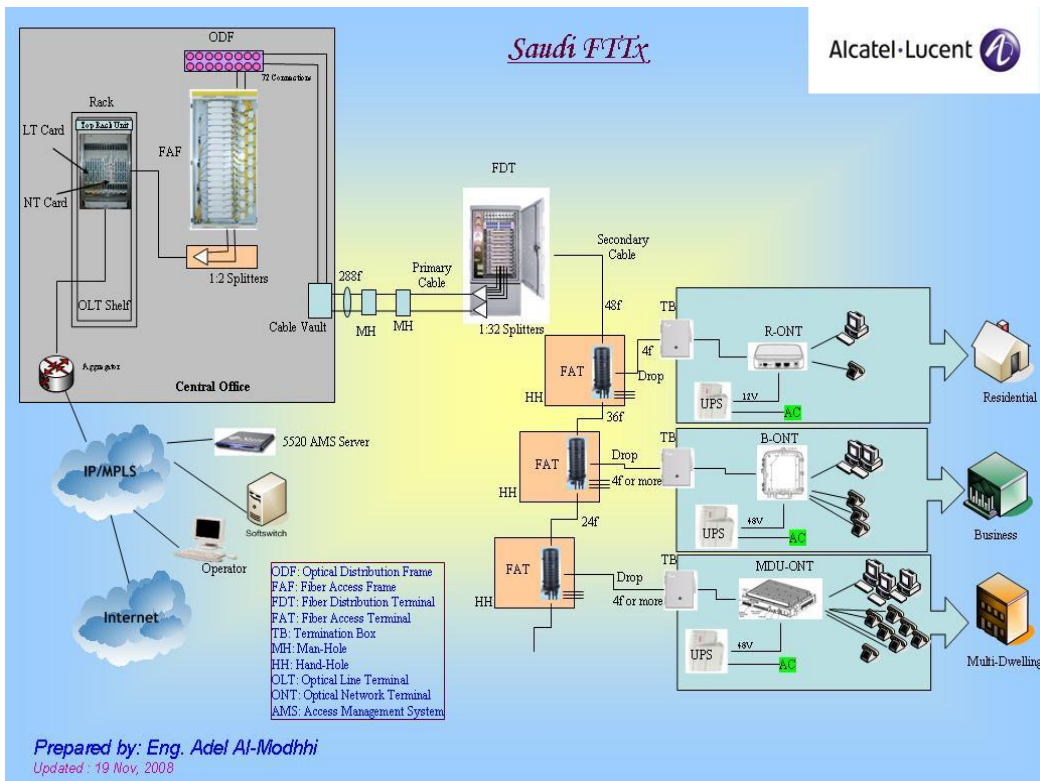 Saudi FTTx
Alcatel·Lucent
ODF
72 Connections
Rack
Top Rack Unit
LT Card
FAF
NT Card
1:2 Splitters
OLT Shelf
Cable Vault
Aggregator
Central Office
288f
MH
MH
Primary
Cable
FDT
1:32 Splitters
Secondary
Cable
48f
FAT
HH
4f
Drop
TB
R-ONT
UPS
12V
AC
Residential
36f
FAT
HH
Drop
4f or more
TB
B-ONT
UPS
48V
AC
Business
24f
FAT
HH
Drop
4f or more
TB
MDU-ONT
UPS
48V
AC
Multi-Dwelling
IP/MPLS
5520 AMS Server
Softswitch
Operator
Internet
ODF: Optical Distribution Frame
FAF: Fiber Access Frame
FDT: Fiber Distribution Terminal
FAT: Fiber Access Terminal
TB: Termination Box
MH: Man-Hole
HH: Hand-Hole
OLT: Optical Line Terminal
ONT: Optical Network Terminal
AMS: Access Management System
Prepared by: Eng. Adel Al-Modhhi
Updated : 19 Nov, 2008